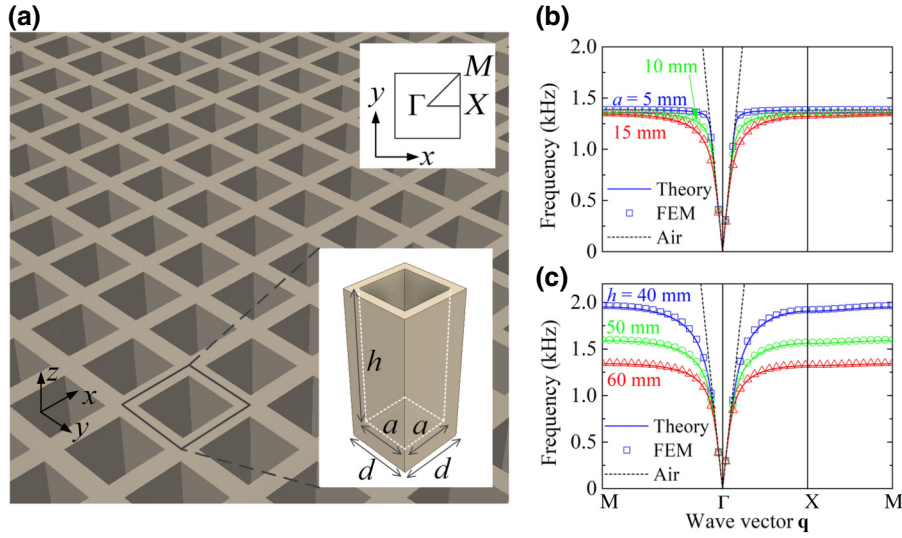 (a)
M
Γ
X
y
x
h
a
a
d
d
z
x
y
(b)
2.0
1.5
1.0
0.5
0
Frequency (kHz)
10 mm
a = 5 mm
15 mm
Theory
FEM
Air
(c)
2.0
1.5
1.0
0.5
0.0
Frequency (kHz)
h = 40 mm
50 mm
60 mm
Theory
FEM
Air
M Γ X M
Wave vector q